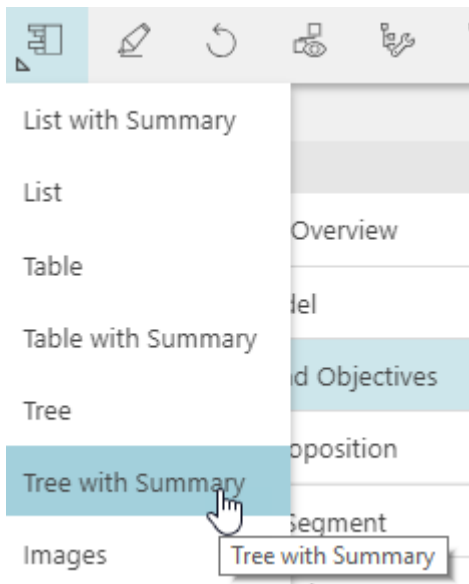 List with Summary
List
Overview
Table
del
Table with Summary
nd Objectives
Tree
oposition
Tree with Summary
Segment
Images
Tree with Summary